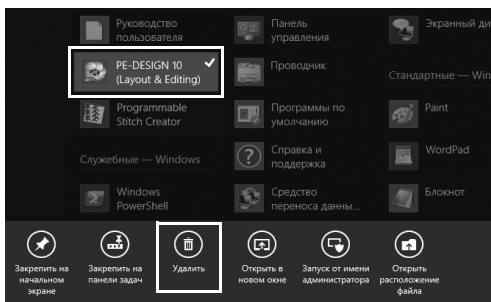 Руководство
пользователя
Панель
управления
Экранный ди
PE-DESIGN 10
(Layout & Editing)
Проводник
Стандартные — Win
Programmable
Stitch Creator
Программы по
умолчанию
Paint
Служебные — Windows
Справка и
поддержка
WordPad
Windows
PowerShell
Средство
переноса данны...
Блокнот
Закрепить на
начальном
экране
Закрепить на
панели задач
Удалить
Открыть в
новом окне
Запуск от имени
администратора
Открыть
расположение
файла